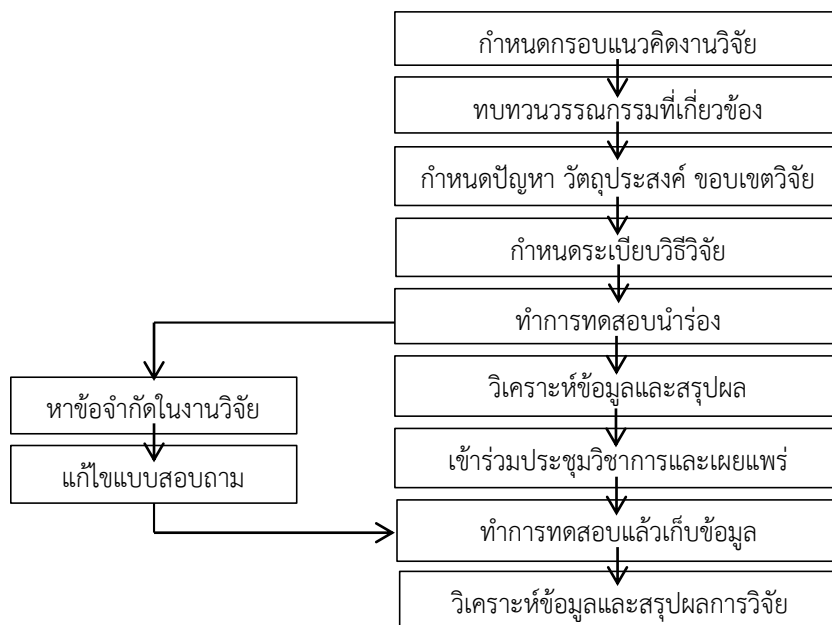 กำหนดกรอบแนวคิดงานวิจัย
ทบทวนวรรณกรรมที่เกี่ยวข้อง
กำหนดปัญหา วัตถุประสงค์ ขอบเขตวิจัย
กำหนดระเบียบวิธีวิจัย
ทำการทดสอบนำร่อง
วิเคราะห์ข้อมูลและสรุปผล
หาข้อจำกัดในงานวิจัย
เข้าร่วมประชุมวิชาการและเผยแพร่
แก้ไขแบบสอบถาม
ทำการทดสอบแล้วเก็บข้อมูล
วิเคราะห์ข้อมูลและสรุปผลการวิจัย